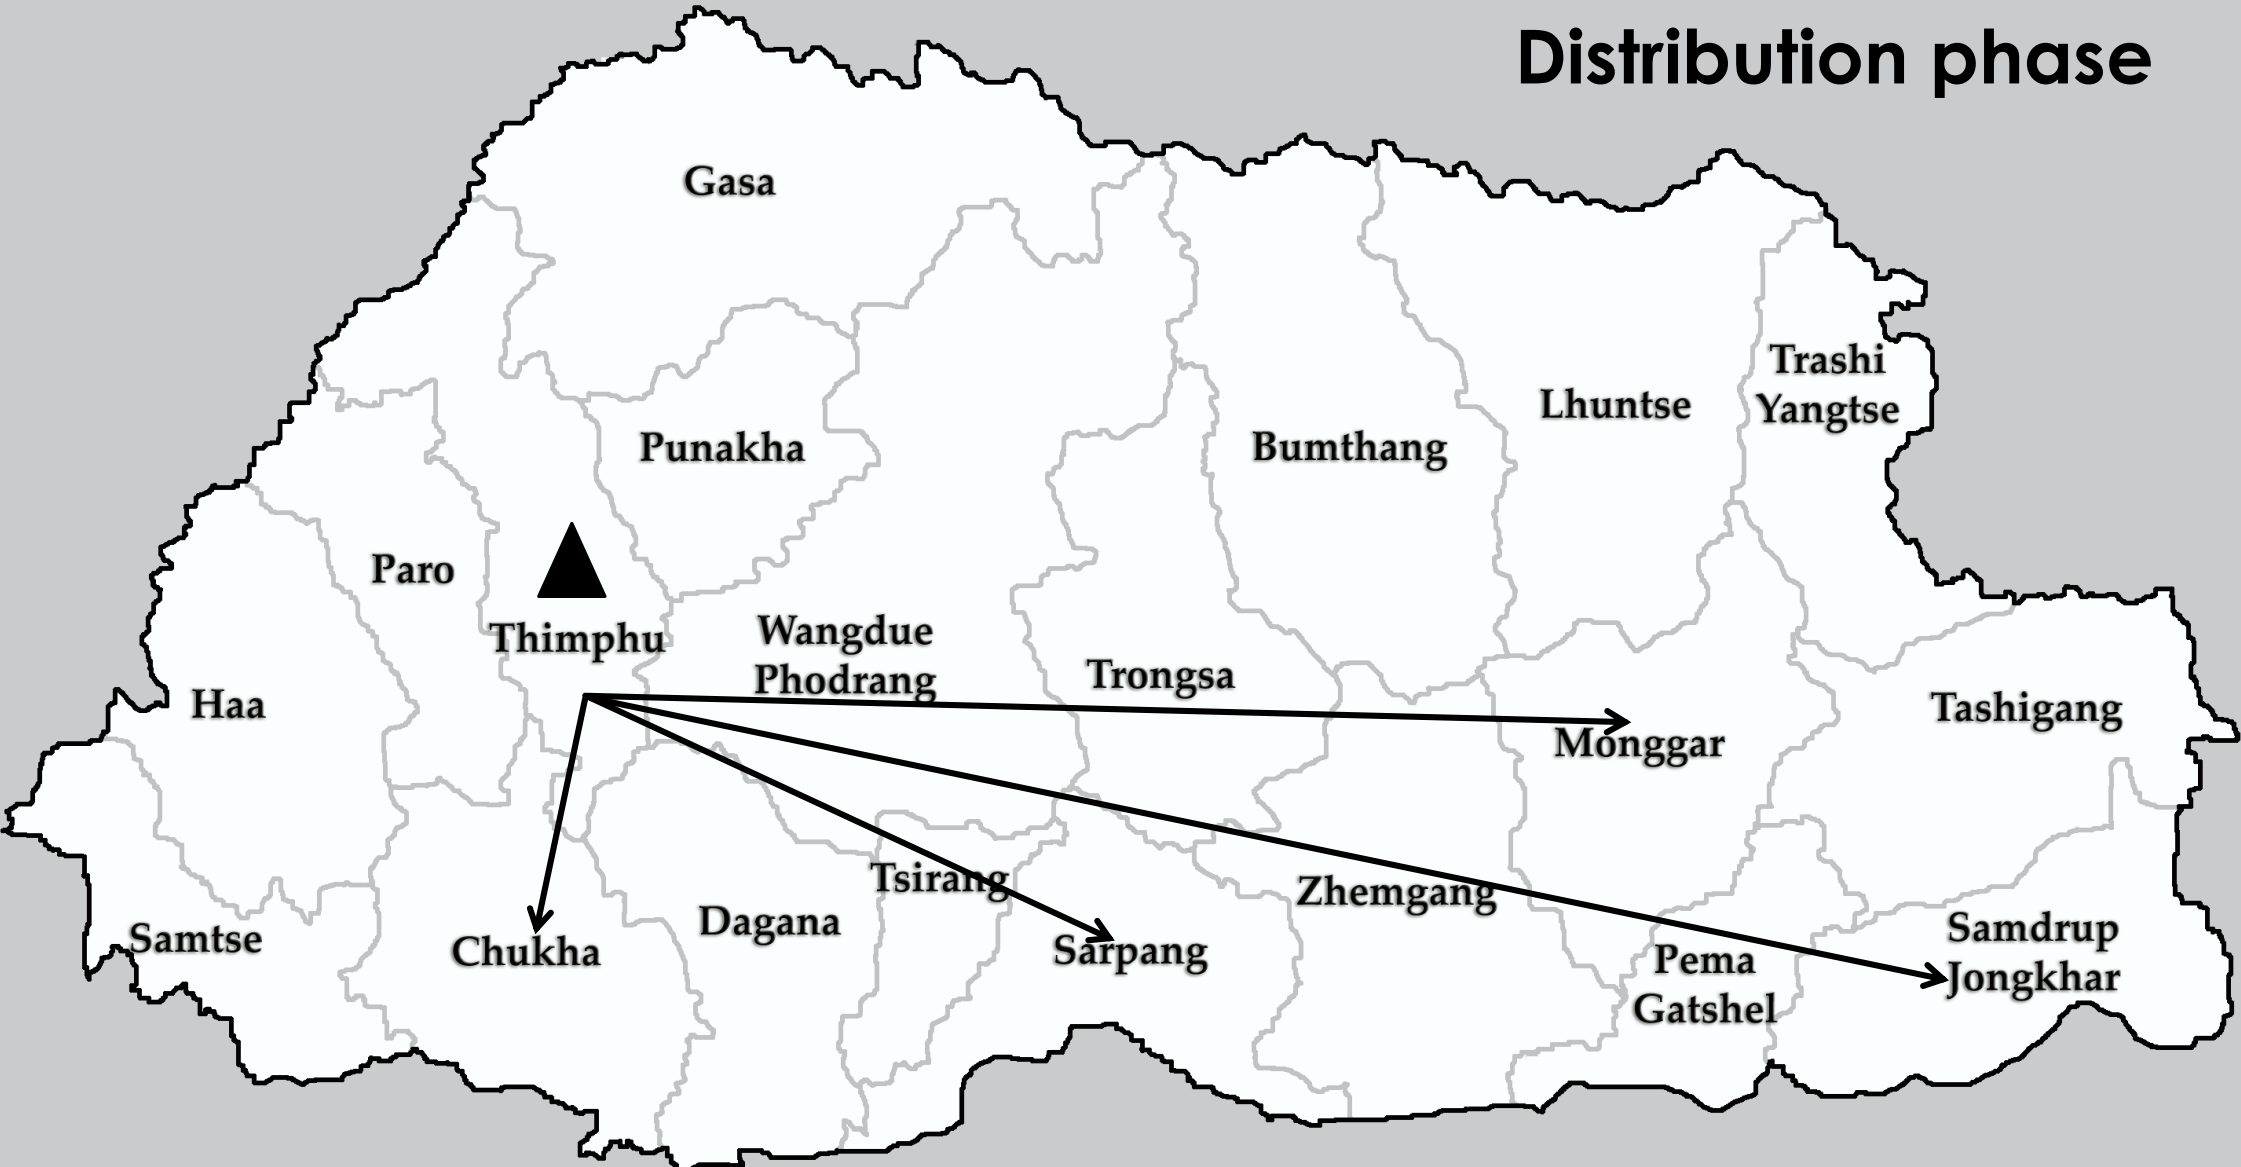 Distribution phase
Gasa
Trashi
Yangtse
Lhuntse
Punakha
Bumthang
Paro
Thimphu
Wangdue
Phodrang
Trongsa
Haa
Tashigang
Monggar
Tsirang
Zhemgang
Dagana
Samtse
Chukha
Sarpang
Samdrup
Jongkhar
Pema
Gatshel